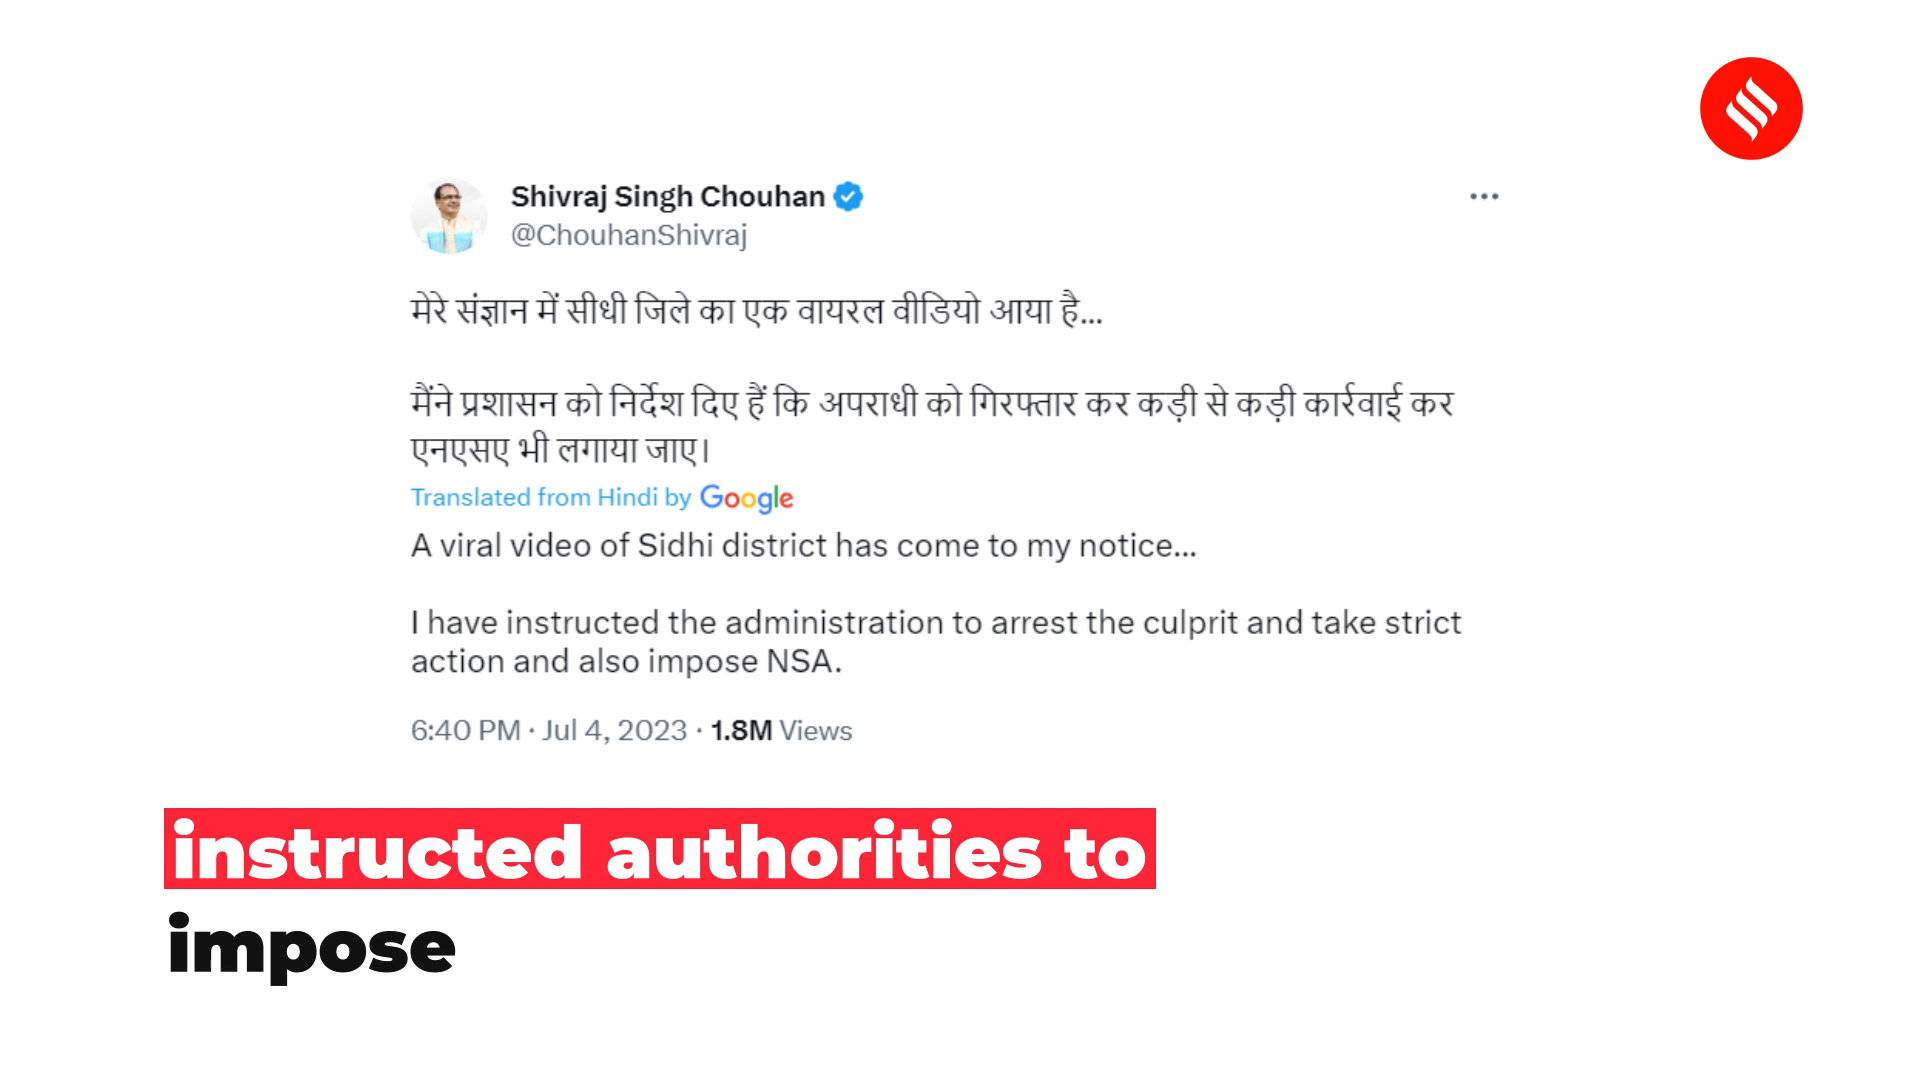 Shivraj Singh Chouhan
@ChouhanShivraj
मेरे संज्ञान में सीधी जिले का एक वायरल वीडियो आया है...
मैंने प्रशासन को निर्देश दिए हैं कि अपराधी को गिरफ्तार कर कड़ी से कड़ी कार्रवाई कर
एनएसए भी लगाया जाए।
Translated from Hindi by Google
A viral video of Sidhi district has come to my notice...
I have instructed the administration to arrest the culprit and take strict
action and also impose NSA.
6:40 PM · Jul 4, 2023 · 1.8M Views
instructed authorities to
impose